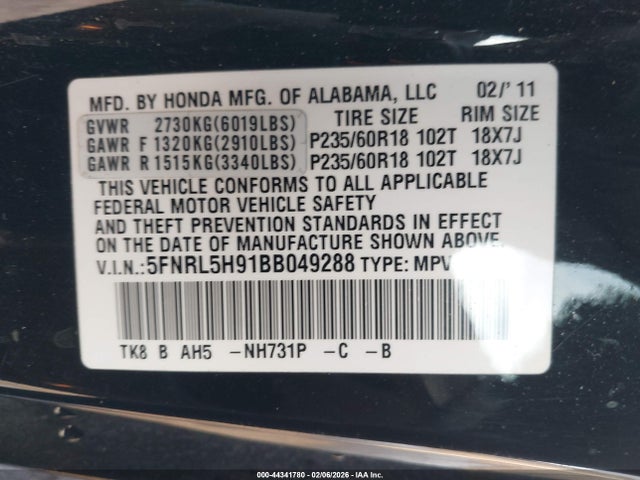 MFD. BY HONDA MFG. OF ALABAMA, LLC 02/'11
GVWR 2730KG(6019LBS) TIRE SIZE RIM SIZE
GAWR F 1320KG(2910LBS) P235/60R18 102T 18X7J
GAWR R 1515KG(3340LBS) P235/60R18 102T 18X7J
THIS VEHICLE CONFORMS TO ALL APPLICABLE
FEDERAL MOTOR VEHICLE SAFETY
AND THEFT PREVENTION STANDARDS IN EFFECT
ON THE DATE OF MANUFACTURE SHOWN ABOVE.
V.I.N.:5FNRL5H91BB049288 TYPE: MPV
TK8 B AH5 -NH731P -C -B
000-44341780 - 02/06/2026 - IAA Inc.